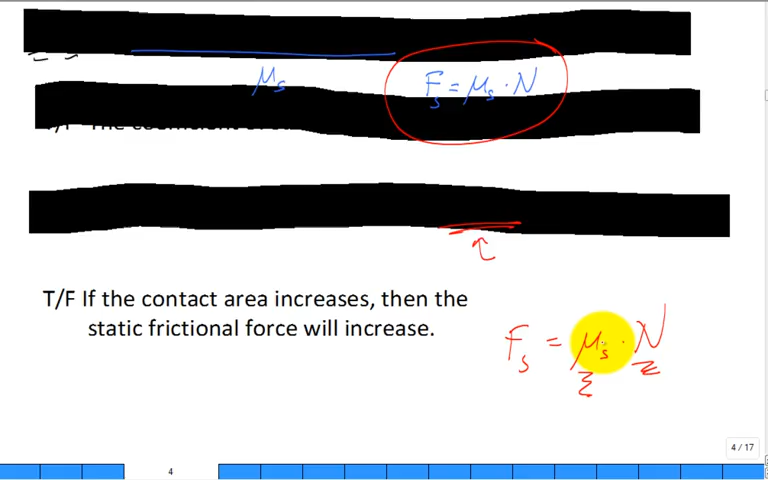 μs
Fs = μs · N
T/F If the contact area increases, then the
static frictional force will increase.
Fs = μs · N
4 / 17
4